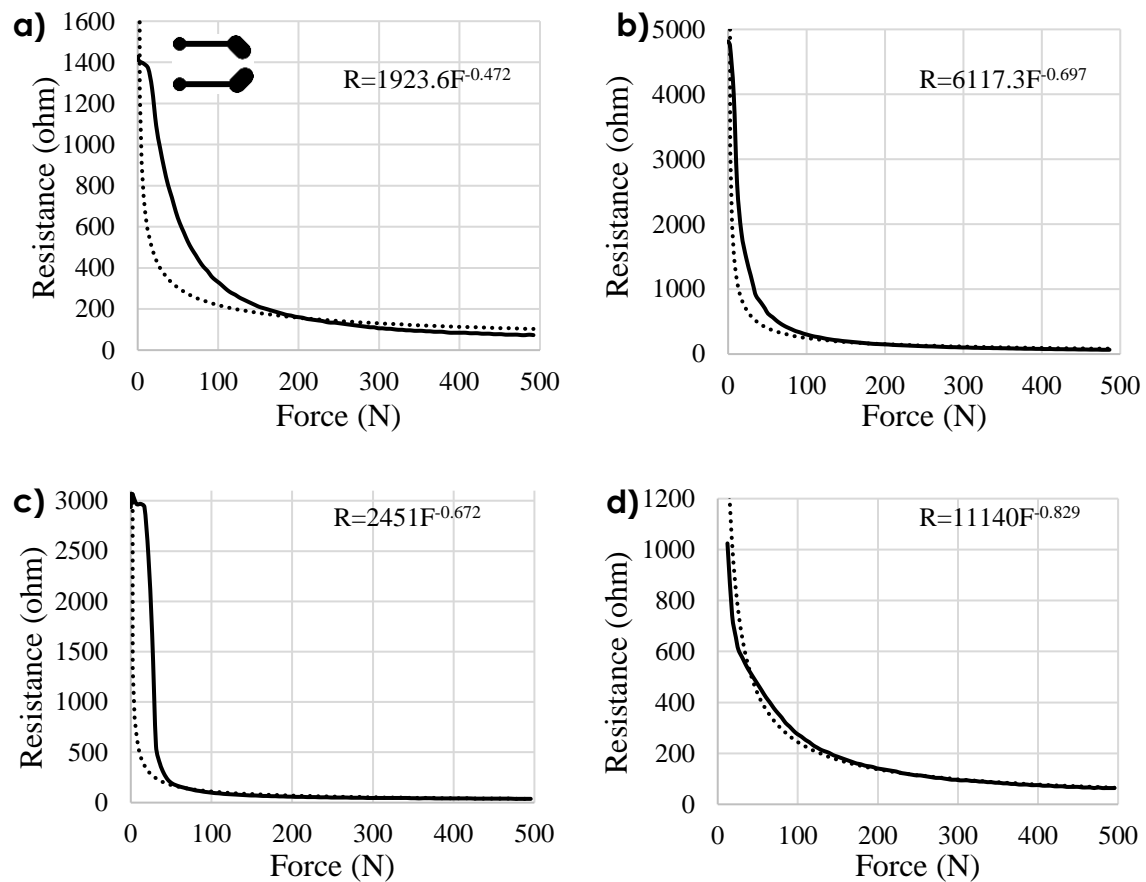 a)
R=1923.6F-0.472
Resistance (ohm)
1600
1400
1200
1000
800
600
400
200
0
0 100 200 300 400 500
Force (N)
b)
R=6117.3F-0.697
Resistance (ohm)
5000
4000
3000
2000
1000
0
0 100 200 300 400 500
Force (N)
c)
R=2451F-0.672
Resistance (ohm)
3000
2500
2000
1500
1000
500
0
0 100 200 300 400 500
Force (N)
d)
R=11140F-0.829
Resistance (ohm)
1200
1000
800
600
400
200
0
0 100 200 300 400 500
Force (N)